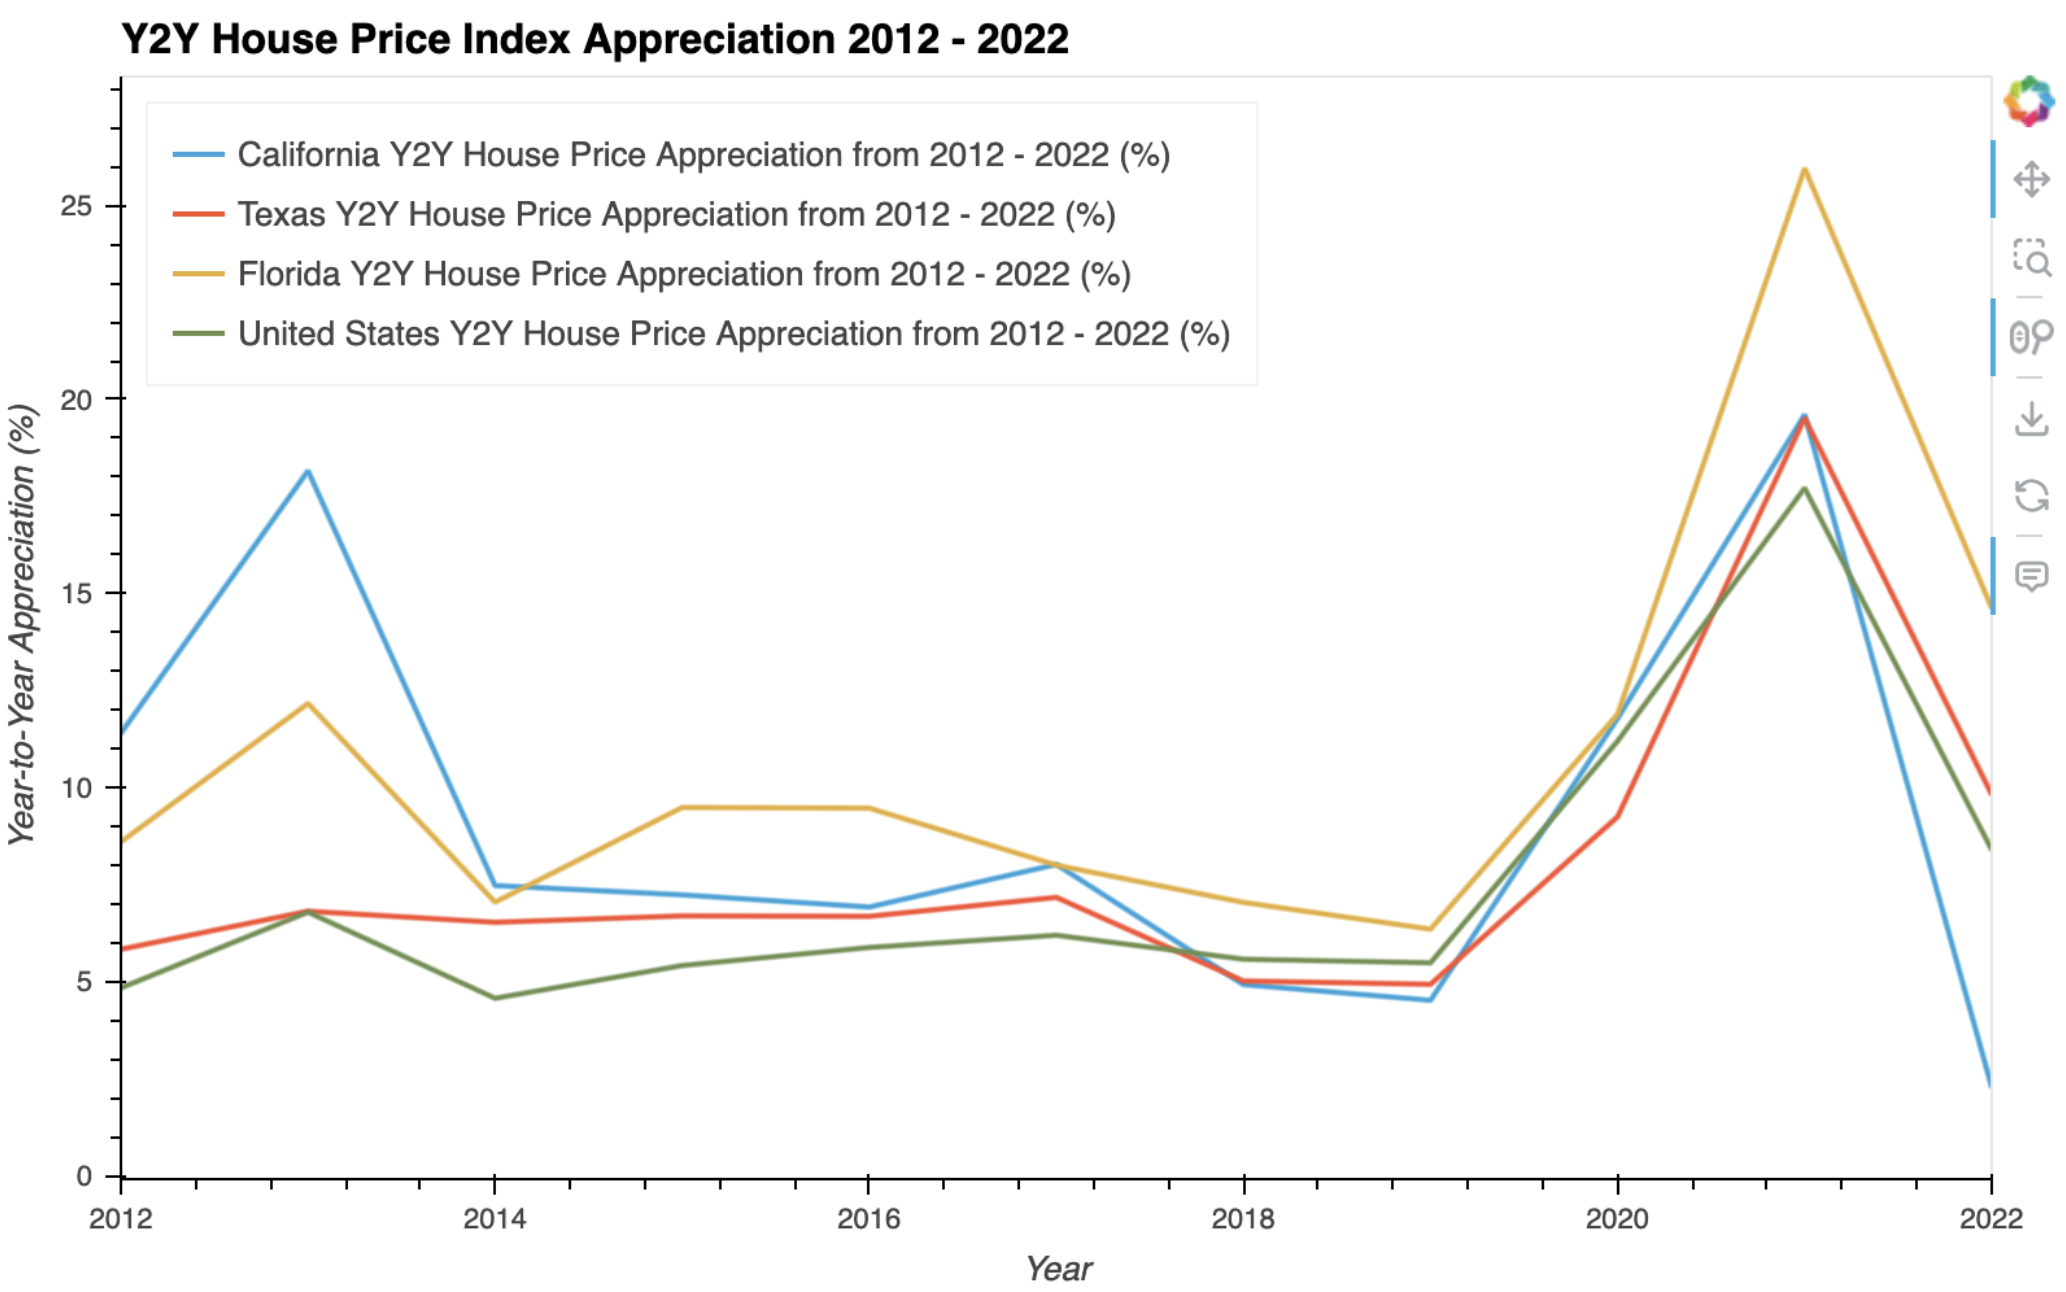 Y2Y House Price Index Appreciation 2012 - 2022
California Y2Y House Price Appreciation from 2012 - 2022 (%)
Texas Y2Y House Price Appreciation from 2012 - 2022 (%)
Florida Y2Y House Price Appreciation from 2012 - 2022 (%)
United States Y2Y House Price Appreciation from 2012 - 2022 (%)
Year-to-Year Appreciation (%)
25
20
15
10
5
0
2012 2014 2016 2018 2020 2022
Year